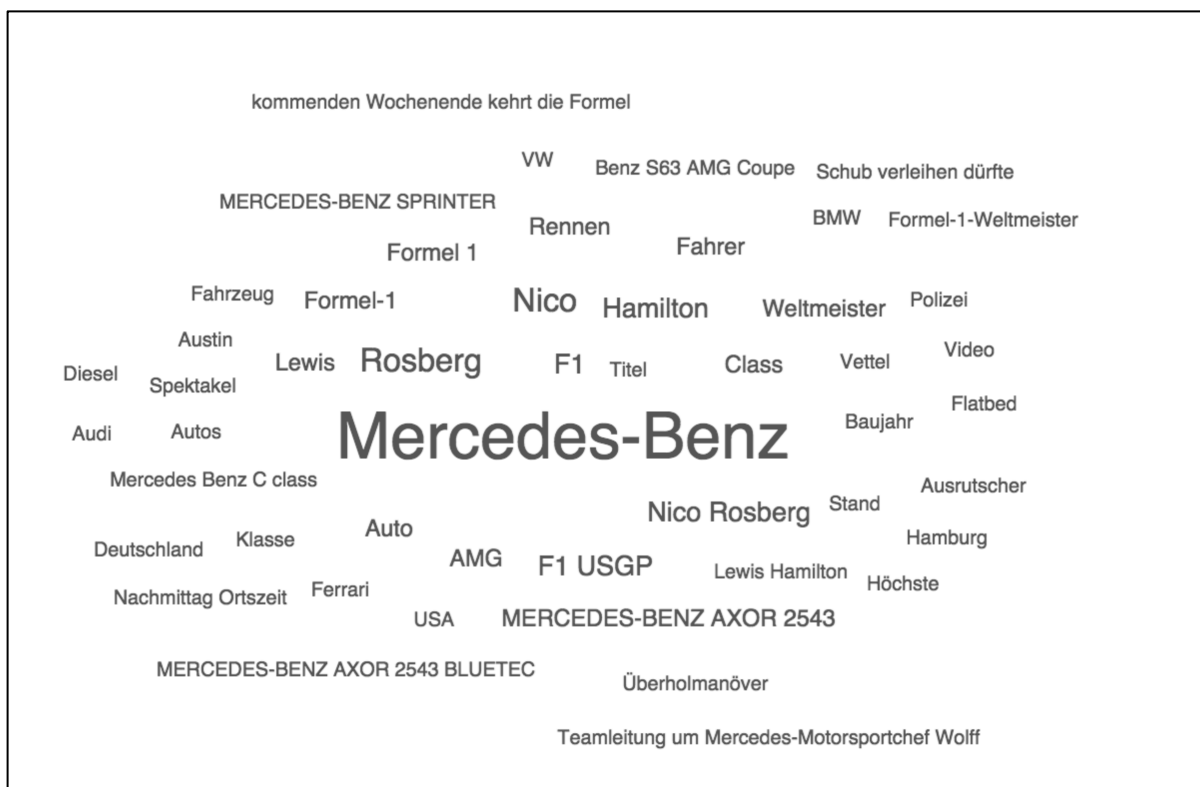 kommenden Wochenende kehrt die Formel
VW
Benz S63 AMG Coupe
Schub verleihen dürfte
MERCEDES-BENZ SPRINTER
Rennen
BMW
Formel-1-Weltmeister
Formel 1
Fahrer
Fahrzeug
Formel-1
Nico
Hamilton
Weltmeister
Polizei
Austin
Lewis
Rosberg
F1
Titel
Class
Vettel
Video
Diesel
Spektakel
Flatbed
Audi
Autos
Mercedes-Benz
Baujahr
Mercedes Benz C class
Ausrutscher
Nico Rosberg
Stand
Auto
Deutschland
Klasse
Hamburg
AMG
F1 USGP
Lewis Hamilton
Höchste
Nachmittag Ortszeit
Ferrari
USA
MERCEDES-BENZ AXOR 2543
MERCEDES-BENZ AXOR 2543 BLUETEC
Überholmanöver
Teamleitung um Mercedes-Motorsportchef Wolff